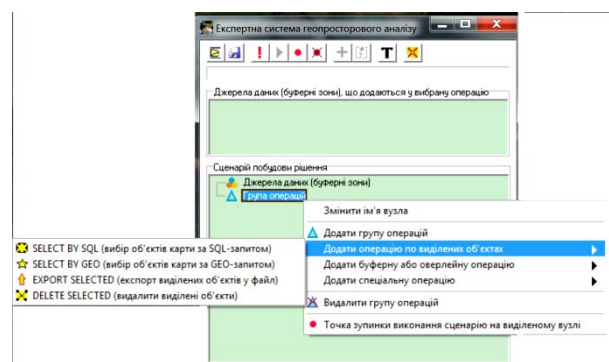 Експертна система геопросторового аналізу
T
Джерела даних (буферні зони), що додаються у вибрану операцію
Сценарій побудови рішення
Джерела даних (буферні зони)
Група операцій
Змінити ім'я вузла
Додати групу операцій
Додати операцію по виділених об'єктах
Додати буферну або оверлейну операцію
Додати спеціальну операцію
Видалити групу операцій
Точка зупинки виконання сценарію на виділеному вузлі
SELECT BY SQL (вибір об'єктів карти за SQL-запитом)
SELECT BY GEO (вибір об'єктів карти за GEO-запитом)
EXPORT SELECTED (експорт виділених об'єктів у файл)
DELETE SELECTED (видалити виділені об'єкти)